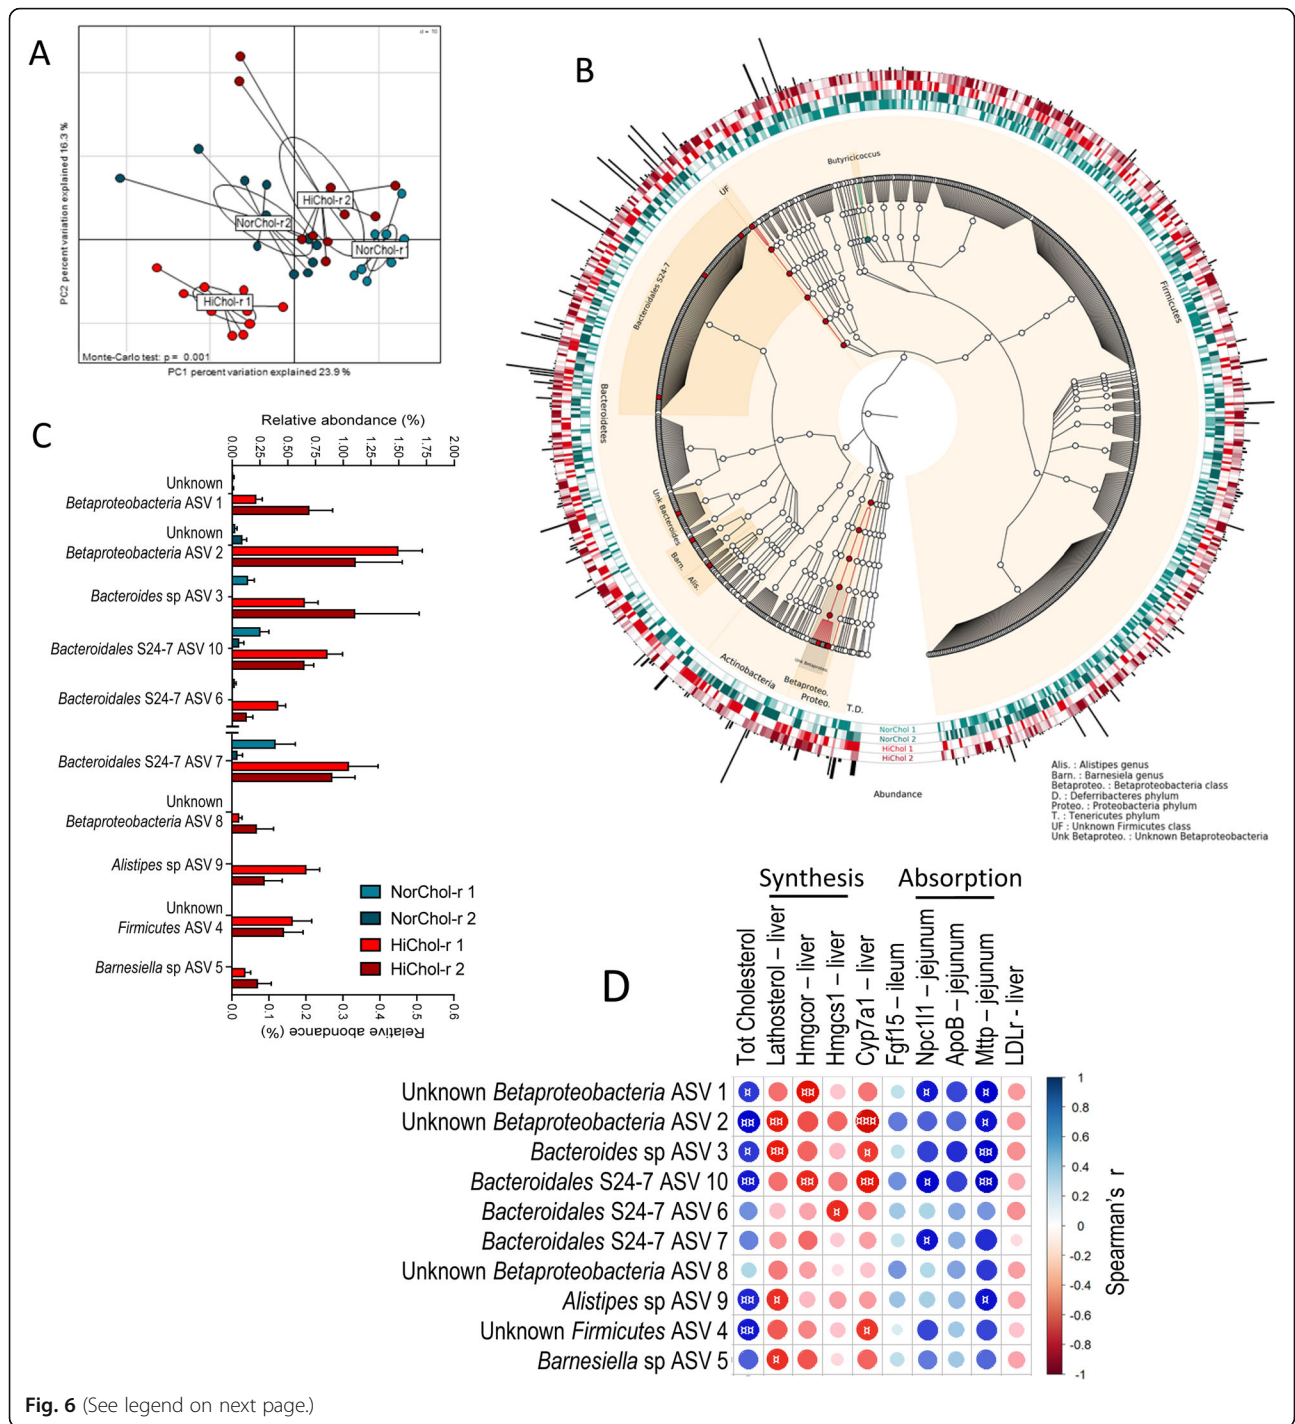 A
d = 10
HiChol-r 2
NorChol-r 2
NorChol-r
HiChol-r 1
Monte-Carlo test: p = 0.001
PC1 percent variation explained 23.9 %
PC2 percent variation explained 16.3 %
B
Butyricicoccus
UF
Bacteroidales S24-7
Firmicutes
Bacteroidetes
Unk Bacteroides
Barn.
Alis.
Unk Betaproteo.
Actinobacteria
Betaproteo.
Proteo.
T.D.
NorChol 1
NorChol 2
HiChol 1
HiChol 2
Abundance
Alis. : Alistipes genus
Barn. : Barnesiela genus
Betaproteo. : Betaproteobacteria class
D. : Deferribacteres phylum
Proteo. : Proteobacteria phylum
T. : Tenericutes phylum
UF : Unknown Firmicutes class
Unk Betaproteo. : Unknown Betaproteobacteria
C
Relative abondance (%)
0.00 0.25 0.50 0.75 1.00 1.25 1.50 1.75 2.00
Unknown
Betaproteobacteria ASV 1
Unknown
Betaproteobacteria ASV 2
Bacteroides sp ASV 3
Bacteroidales S24-7 ASV 10
Bacteroidales S24-7 ASV 6
Bacteroidales S24-7 ASV 7
Unknown
Betaproteobacteria ASV 8
Alistipes sp ASV 9
Unknown
Firmicutes ASV 4
Barnesiella sp ASV 5
NorChol-r 1
NorChol-r 2
HiChol-r 1
HiChol-r 2
0.0 0.1 0.2 0.3 0.4 0.5 0.6
Relative abondance (%)
D
Synthesis Absorption
Tot Cholesterol
Lathosterol – liver
Hmgcor – liver
Hmgcs1 – liver
Cyp7a1 – liver
Fgf15 – ileum
Npc1l1 – jejunum
ApoB – jejunum
Mttp – jejunum
LDLr - liver
Unknown Betaproteobacteria ASV 1 ¤ ¤¤ ¤ ¤
Unknown Betaproteobacteria ASV 2 ¤¤ ¤¤ ¤¤¤ ¤
Bacteroides sp ASV 3 ¤ ¤¤ ¤ ¤¤
Bacteroidales S24-7 ASV 10 ¤¤ ¤¤ ¤¤ ¤ ¤¤
Bacteroidales S24-7 ASV 6 ¤
Bacteroidales S24-7 ASV 7 ¤
Unknown Betaproteobacteria ASV 8
Alistipes sp ASV 9 ¤¤ ¤ ¤
Unknown Firmicutes ASV 4 ¤¤ ¤
Barnesiella sp ASV 5 ¤
1
0.8
0.6
0.4
0.2
0
-0.2
-0.4
-0.6
-0.8
-1
Spearman's r
Fig. 6 (See legend on next page.)